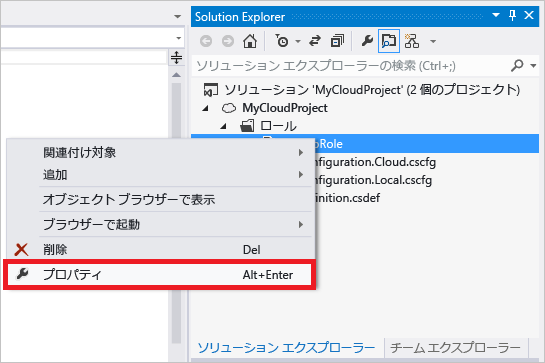 Solution Explorer
ソリューション エクスプローラーの検索 (Ctrl+;)
ソリューション 'MyCloudProject' (2 個のプロジェクト)
MyCloudProject
ロール
Role
nfiguration.Cloud.cscfg
nfiguration.Local.cscfg
inition.csdef
関連付け対象
追加
オブジェクト ブラウザーで表示
ブラウザーで起動
削除 Del
プロパティ Alt+Enter
ソリューション エクスプローラー チーム エクスプローラー